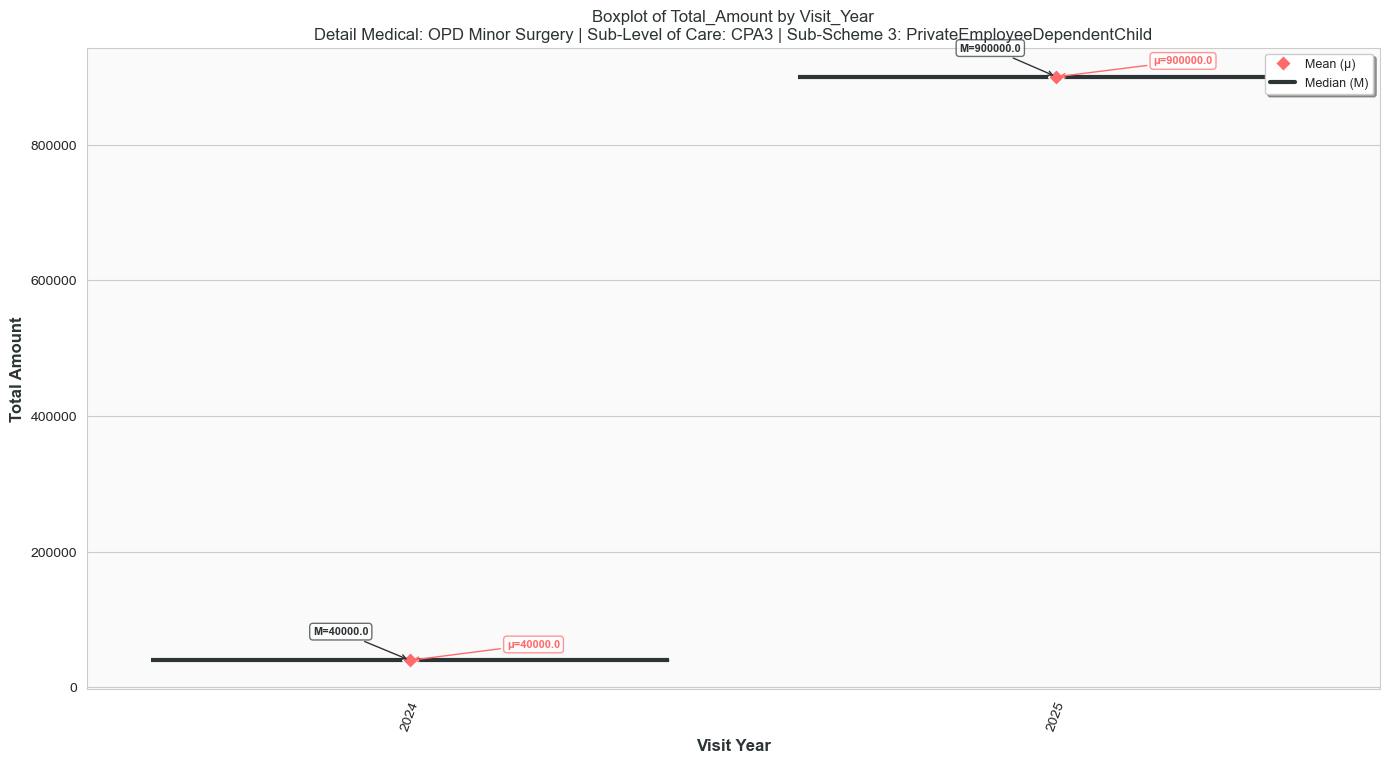 Boxplot of Total_Amount by Visit_Year
Detail Medical: OPD Minor Surgery | Sub-Level of Care: CPA3 | Sub-Scheme 3: PrivateEmployeeDependentChild
M=900000.0
μ=900000.0
Mean (μ)
Median (M)
800000
600000
400000
200000
0
Total Amount
M=40000.0
μ=40000.0
2024
2025
Visit Year